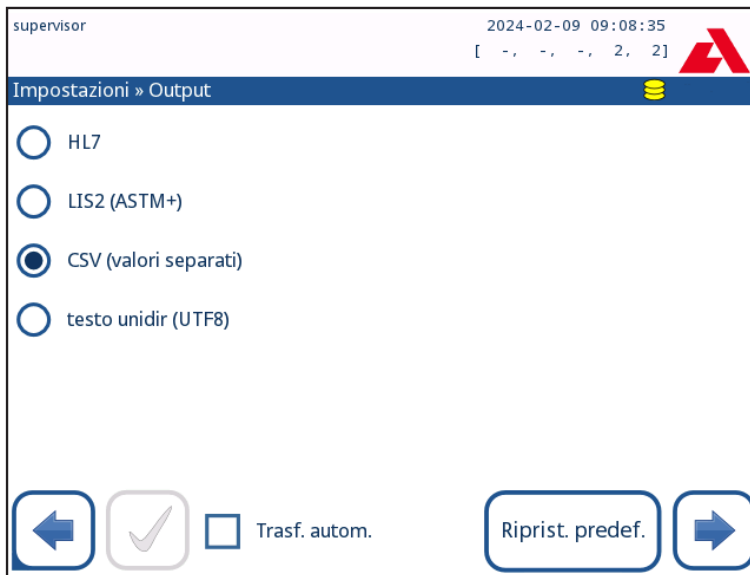 supervisor
2024-02-09 09:08:35
[ -, -, -, 2, 2]
Impostazioni » Output
HL7
LIS2 (ASTM+)
CSV (valori separati)
testo unidir (UTF8)
Trasf. autom.
Riprist. predef.